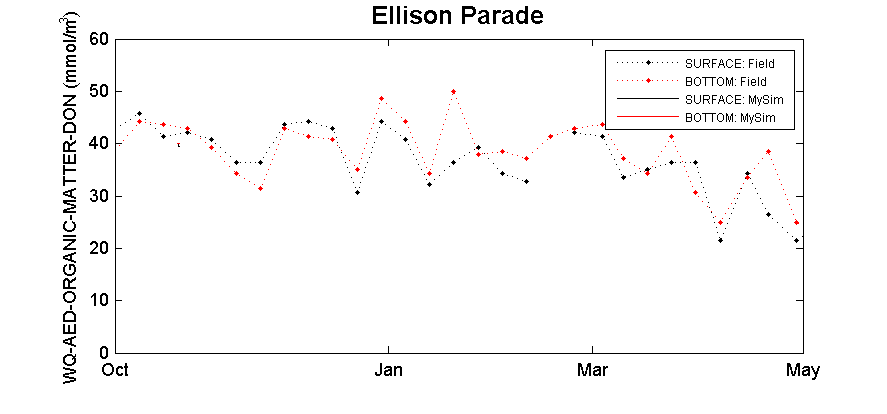 Ellison Parade
WQ-AED-ORGANIC-MATTER-DON (mmol/m³)
60
50
40
30
20
10
0
Oct
Jan
Mar
May
SURFACE: Field
BOTTOM: Field
SURFACE: MySim
BOTTOM: MySim